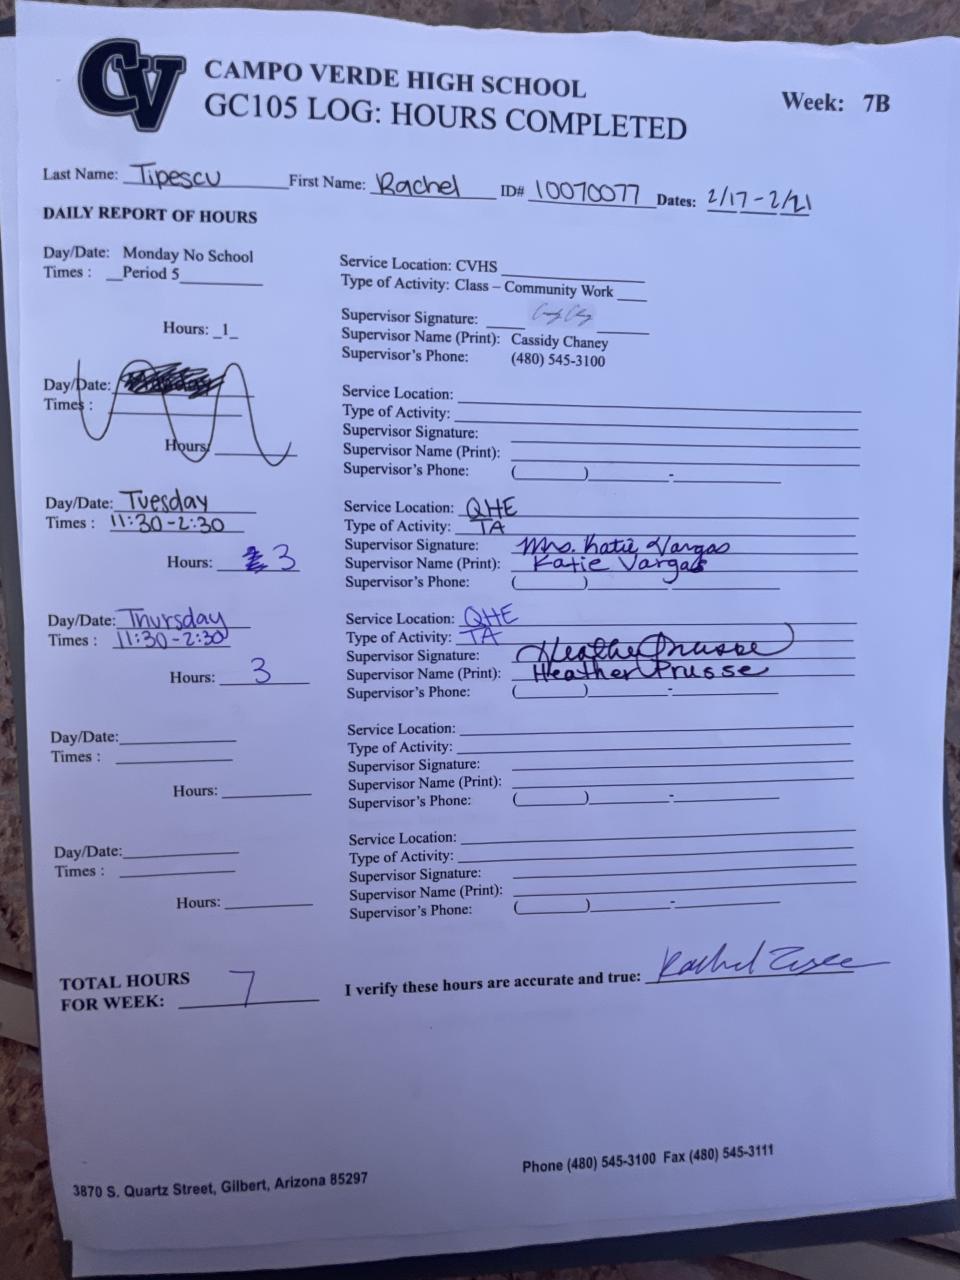 CV
CAMPO VERDE HIGH SCHOOL
GC105 LOG: HOURS COMPLETED
Week: 7B
Last Name: Tipescu First Name: Rachel ID# 10070077 Dates: 2/17-2/21
DAILY REPORT OF HOURS
Day/Date: Monday No School
Times : Period 5
Hours: 1
Service Location: CVHS
Type of Activity: Class – Community Work
Supervisor Signature:
Supervisor Name (Print): Cassidy Chaney
Supervisor's Phone: (480) 545-3100
Day/Date:
Times :
Hours:
Service Location:
Type of Activity:
Supervisor Signature:
Supervisor Name (Print):
Supervisor's Phone: ( ) -
Day/Date: Tuesday
Times : 11:30-2:30
Hours: 3
Service Location: QHE
Type of Activity: TA
Supervisor Signature: Mrs. Katie Vargas
Supervisor Name (Print): Katie Vargas
Supervisor's Phone: ( ) -
Day/Date: Thursday
Times : 11:30-2:30
Hours: 3
Service Location: QHE
Type of Activity: TA
Supervisor Signature: Heather Prusse
Supervisor Name (Print): Heather Prusse
Supervisor's Phone: ( ) -
Day/Date:
Times :
Hours:
Service Location:
Type of Activity:
Supervisor Signature:
Supervisor Name (Print):
Supervisor's Phone: ( ) -
Day/Date:
Times :
Hours:
Service Location:
Type of Activity:
Supervisor Signature:
Supervisor Name (Print):
Supervisor's Phone: ( ) -
TOTAL HOURS
FOR WEEK: 7
I verify these hours are accurate and true: Rachel
3870 S. Quartz Street, Gilbert, Arizona 85297
Phone (480) 545-3100 Fax (480) 545-3111